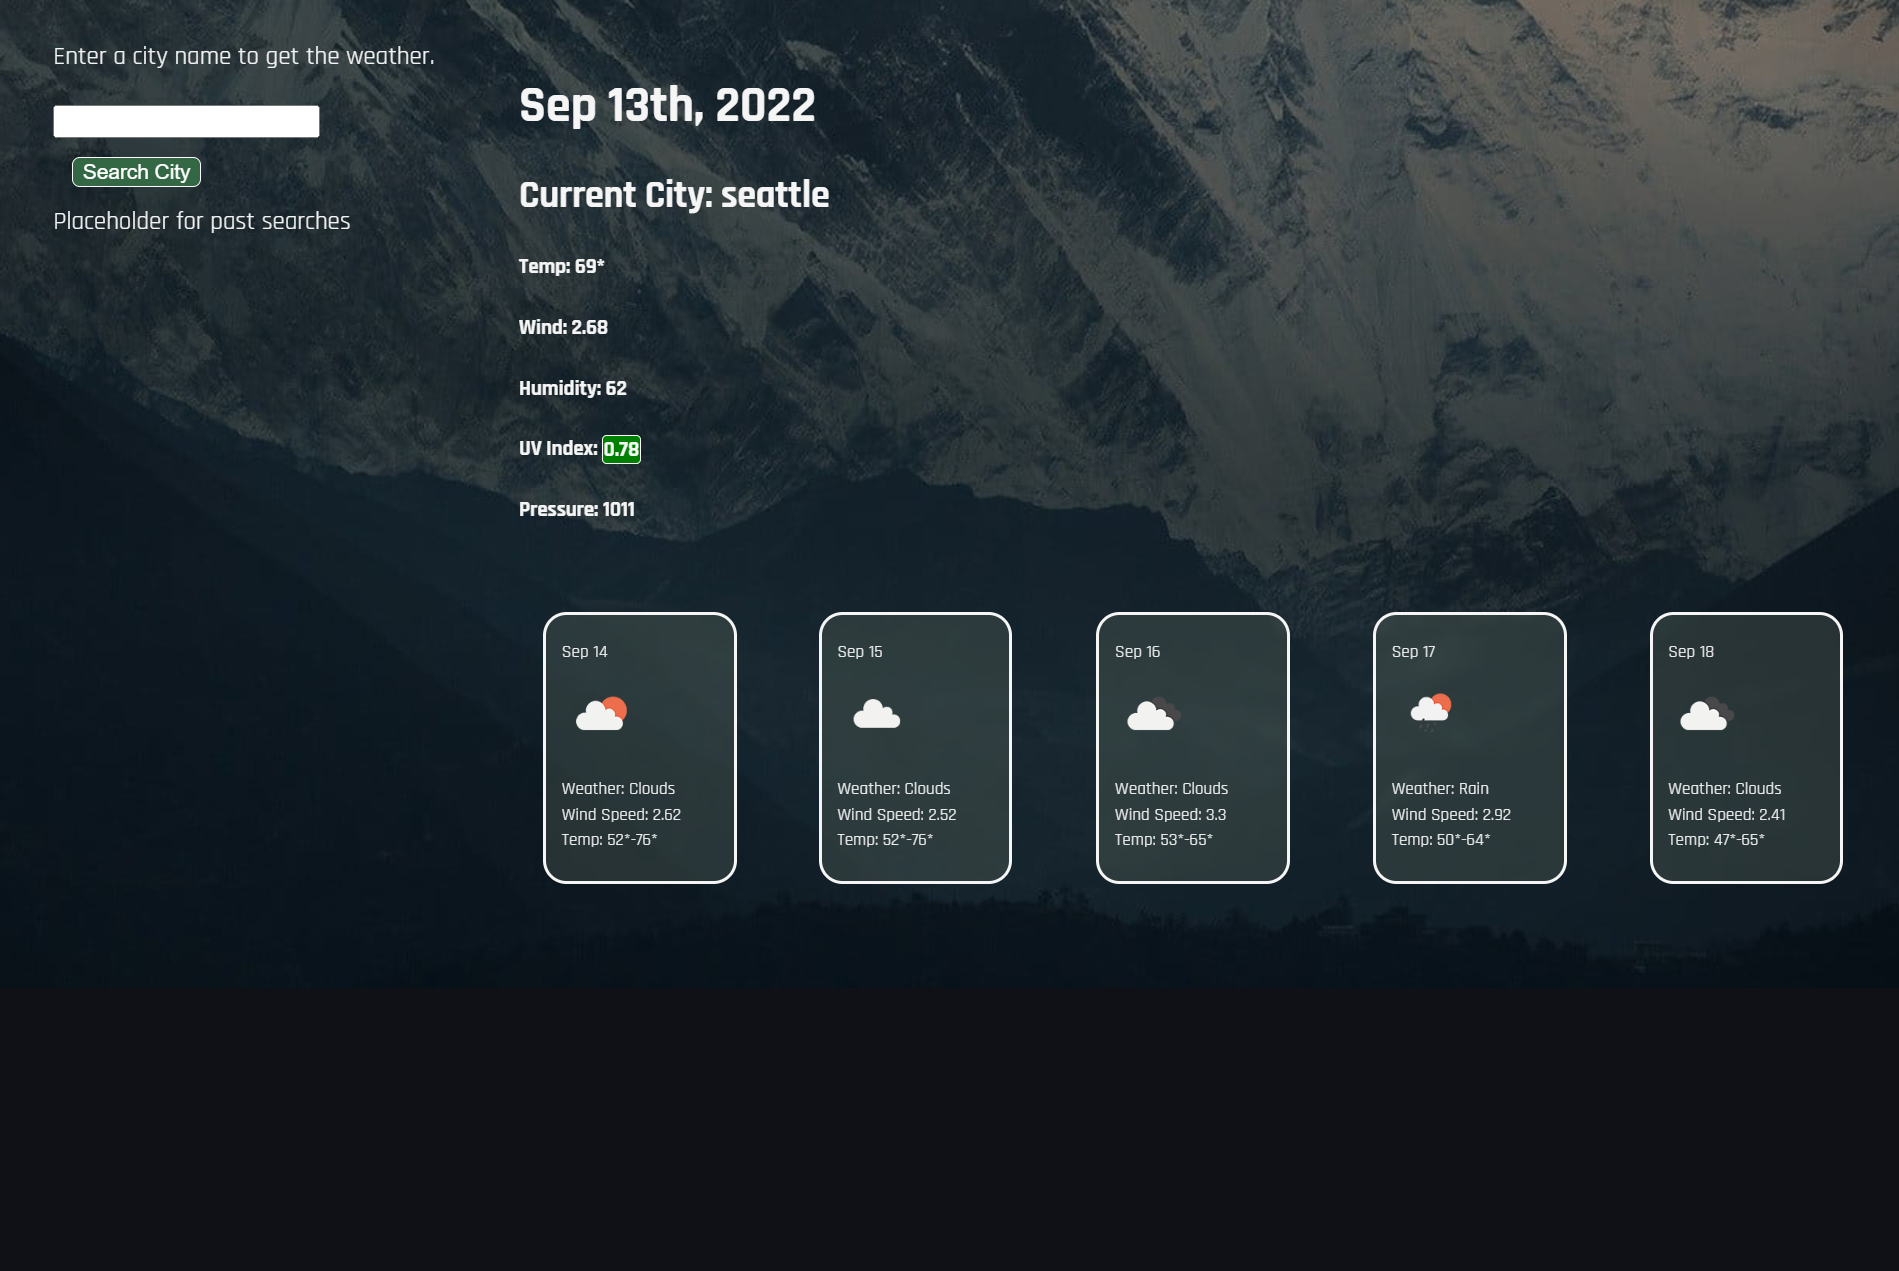 Enter a city name to get the weather.
Search City
Placeholder for past searches
Sep 13th, 2022
Current City: seattle
Temp: 69*
Wind: 2.68
Humidity: 62
UV Index: 0.78
Pressure: 1011
Sep 14
Weather: Clouds
Wind Speed: 2.62
Temp: 52*-76*
Sep 15
Weather: Clouds
Wind Speed: 2.52
Temp: 52*-76*
Sep 16
Weather: Clouds
Wind Speed: 3.3
Temp: 53*-65*
Sep 17
Weather: Rain
Wind Speed: 2.92
Temp: 50*-64*
Sep 18
Weather: Clouds
Wind Speed: 2.41
Temp: 47*-65*